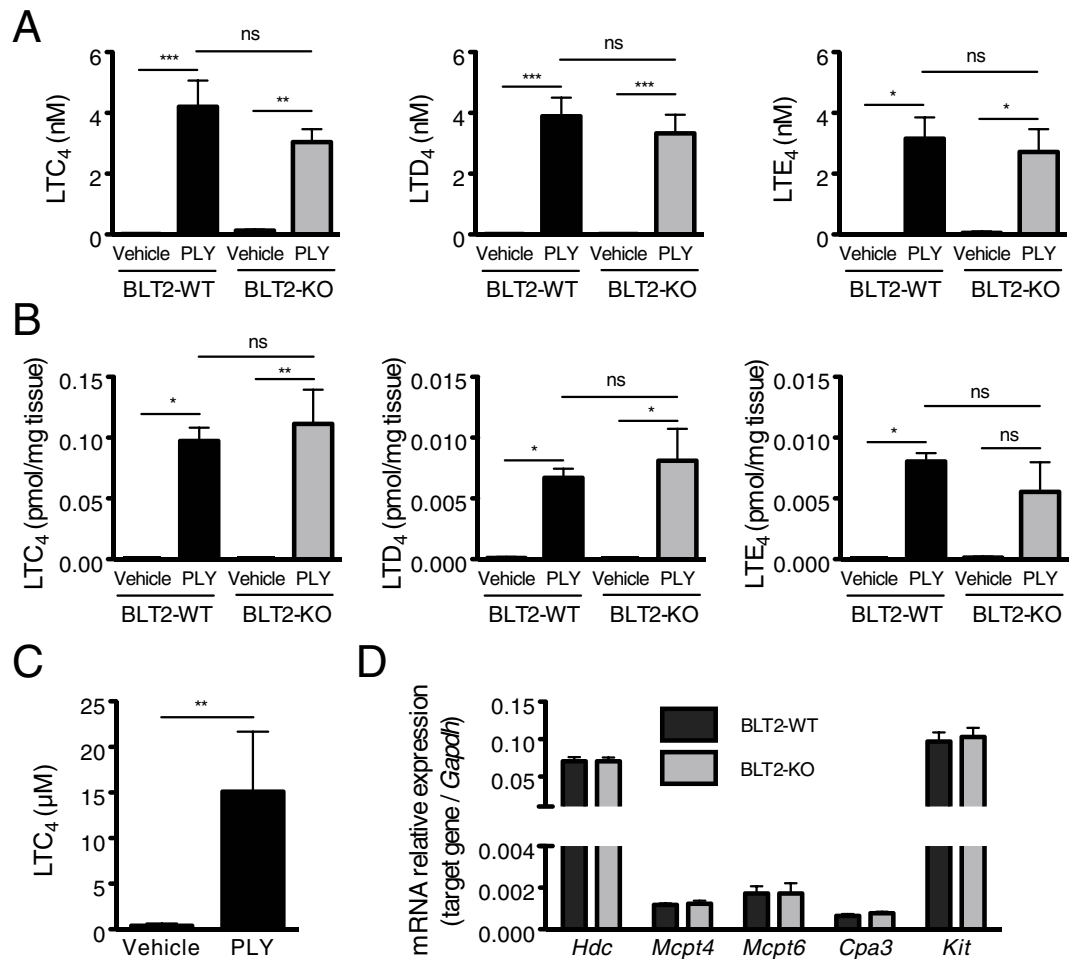 A
LTC4 (nM)
6
4
2
0
***
ns
**
Vehicle PLY Vehicle PLY
BLT2-WT BLT2-KO
LTD4 (nM)
6
4
2
0
***
ns
***
Vehicle PLY Vehicle PLY
BLT2-WT BLT2-KO
LTE4 (nM)
6
4
2
0
*
ns
*
Vehicle PLY Vehicle PLY
BLT2-WT BLT2-KO
B
LTC4 (pmol/mg tissue)
0.15
0.10
0.05
0.00
*
ns
**
Vehicle PLY Vehicle PLY
BLT2-WT BLT2-KO
LTD4 (pmol/mg tissue)
0.015
0.010
0.005
0.000
*
ns
*
Vehicle PLY Vehicle PLY
BLT2-WT BLT2-KO
LTE4 (pmol/mg tissue)
0.015
0.010
0.005
0.000
*
ns
ns
Vehicle PLY Vehicle PLY
BLT2-WT BLT2-KO
C
LTC4 (µM)
25
20
15
10
5
0
**
Vehicle PLY
D
mRNA relative expression
(target gene / Gapdh)
0.15
0.10
0.05
0.004
0.002
0.000
BLT2-WT
BLT2-KO
Hdc Mcpt4 Mcpt6 Cpa3 Kit